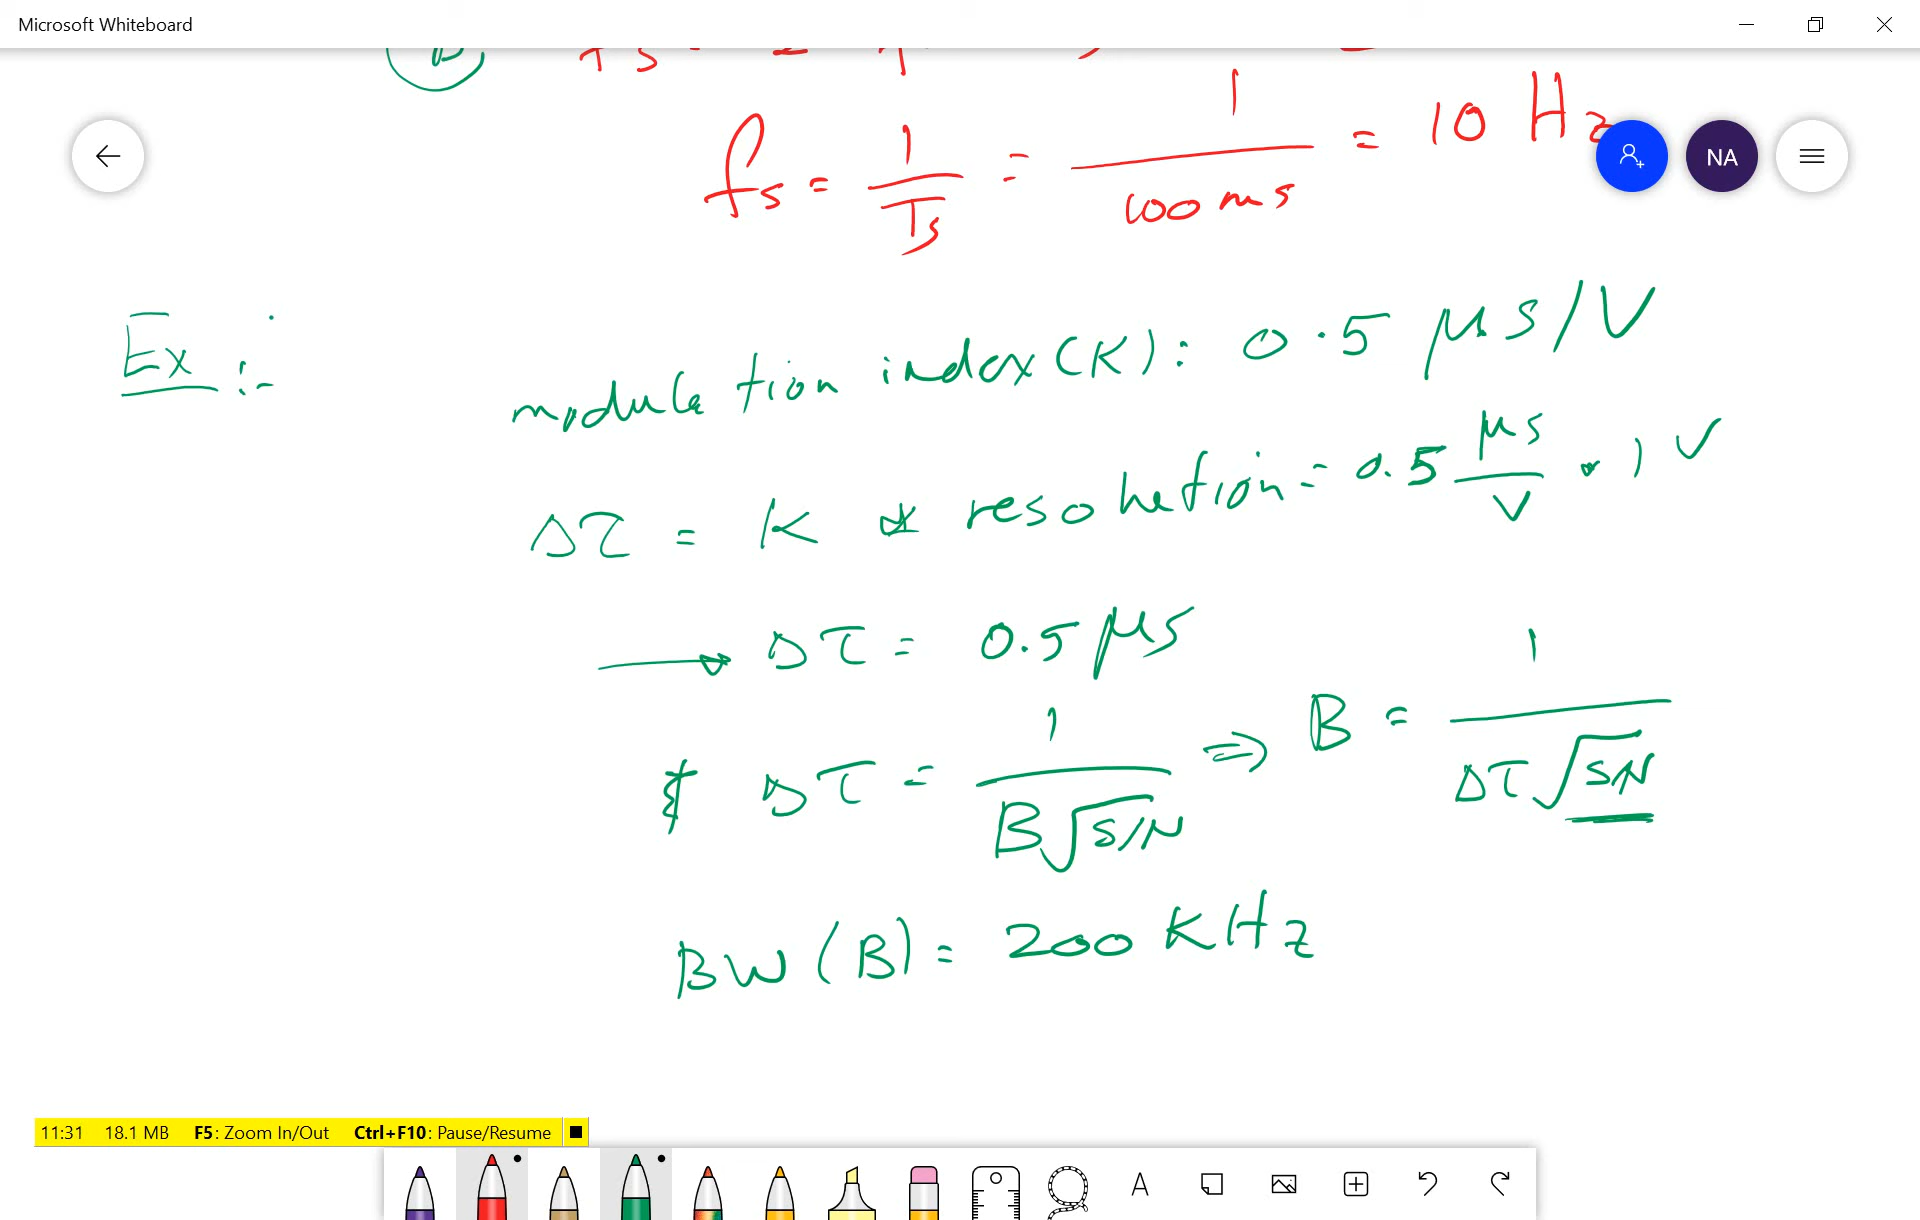 Microsoft Whiteboard
fs = 1/Ts = 1/100 ms = 10 Hz
NA
Ex :-
modulation index (K): 0.5 μs/V
Δτ = K * resolution = 0.5 μs/V * 1 V
→ Δτ = 0.5 μs
& Δτ = 1/(B√S/N) ⇒ B = 1/(Δτ√S/N)
BW (B) = 200 KHz
11:31 18.1 MB F5: Zoom In/Out Ctrl+F10: Pause/Resume
A